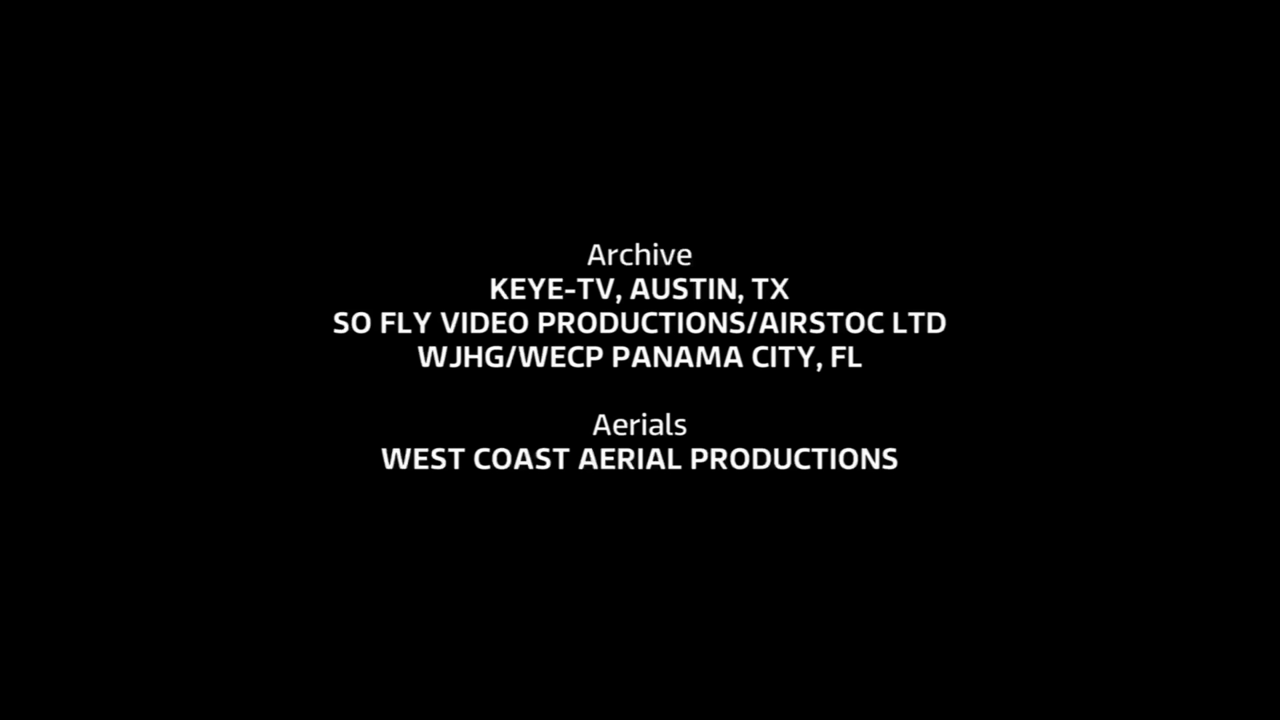 Archive
KEYE-TV, AUSTIN, TX
SO FLY VIDEO PRODUCTIONS/AIRSTOC LTD
WJHG/WECP PANAMA CITY, FL
Aerials
WEST COAST AERIAL PRODUCTIONS